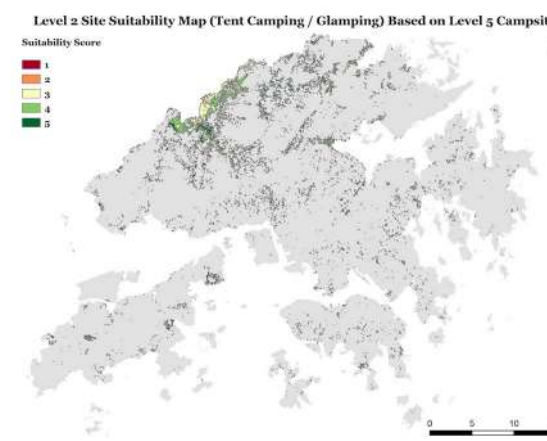 Level 2 Site Suitability Map (Tent Camping / Glamping) Based on Level 5 Campsit
Suitability Score
1
2
3
4
5
0 5 10